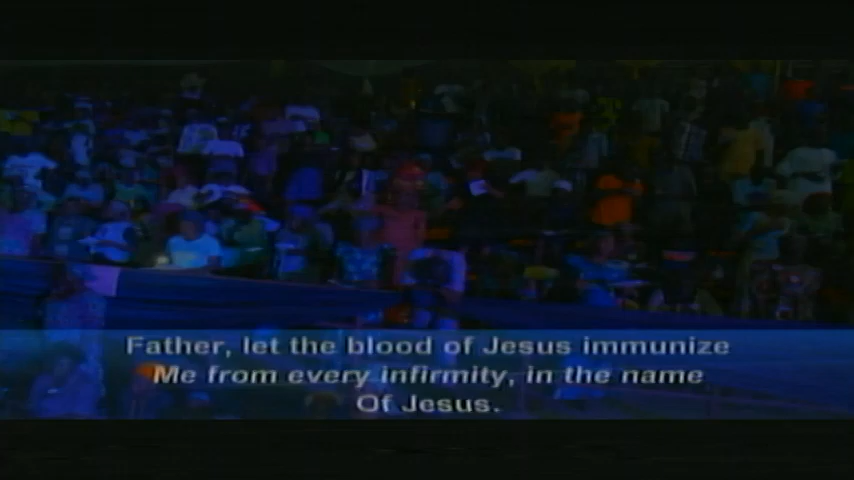 Father, let the blood of Jesus immunize
Me from every infirmity, in the name
Of Jesus.